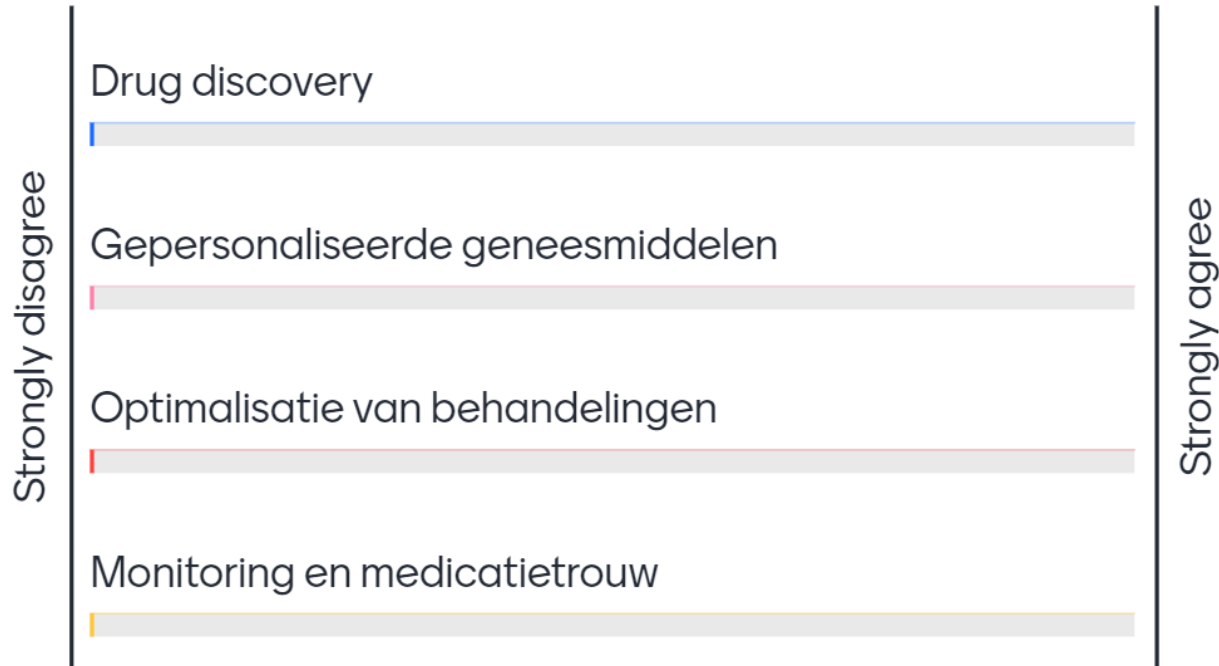 Strongly disagree
Drug discovery
Gepersonaliseerde geneesmiddelen
Optimalisatie van behandelingen
Monitoring en medicatietrouw
Strongly agree